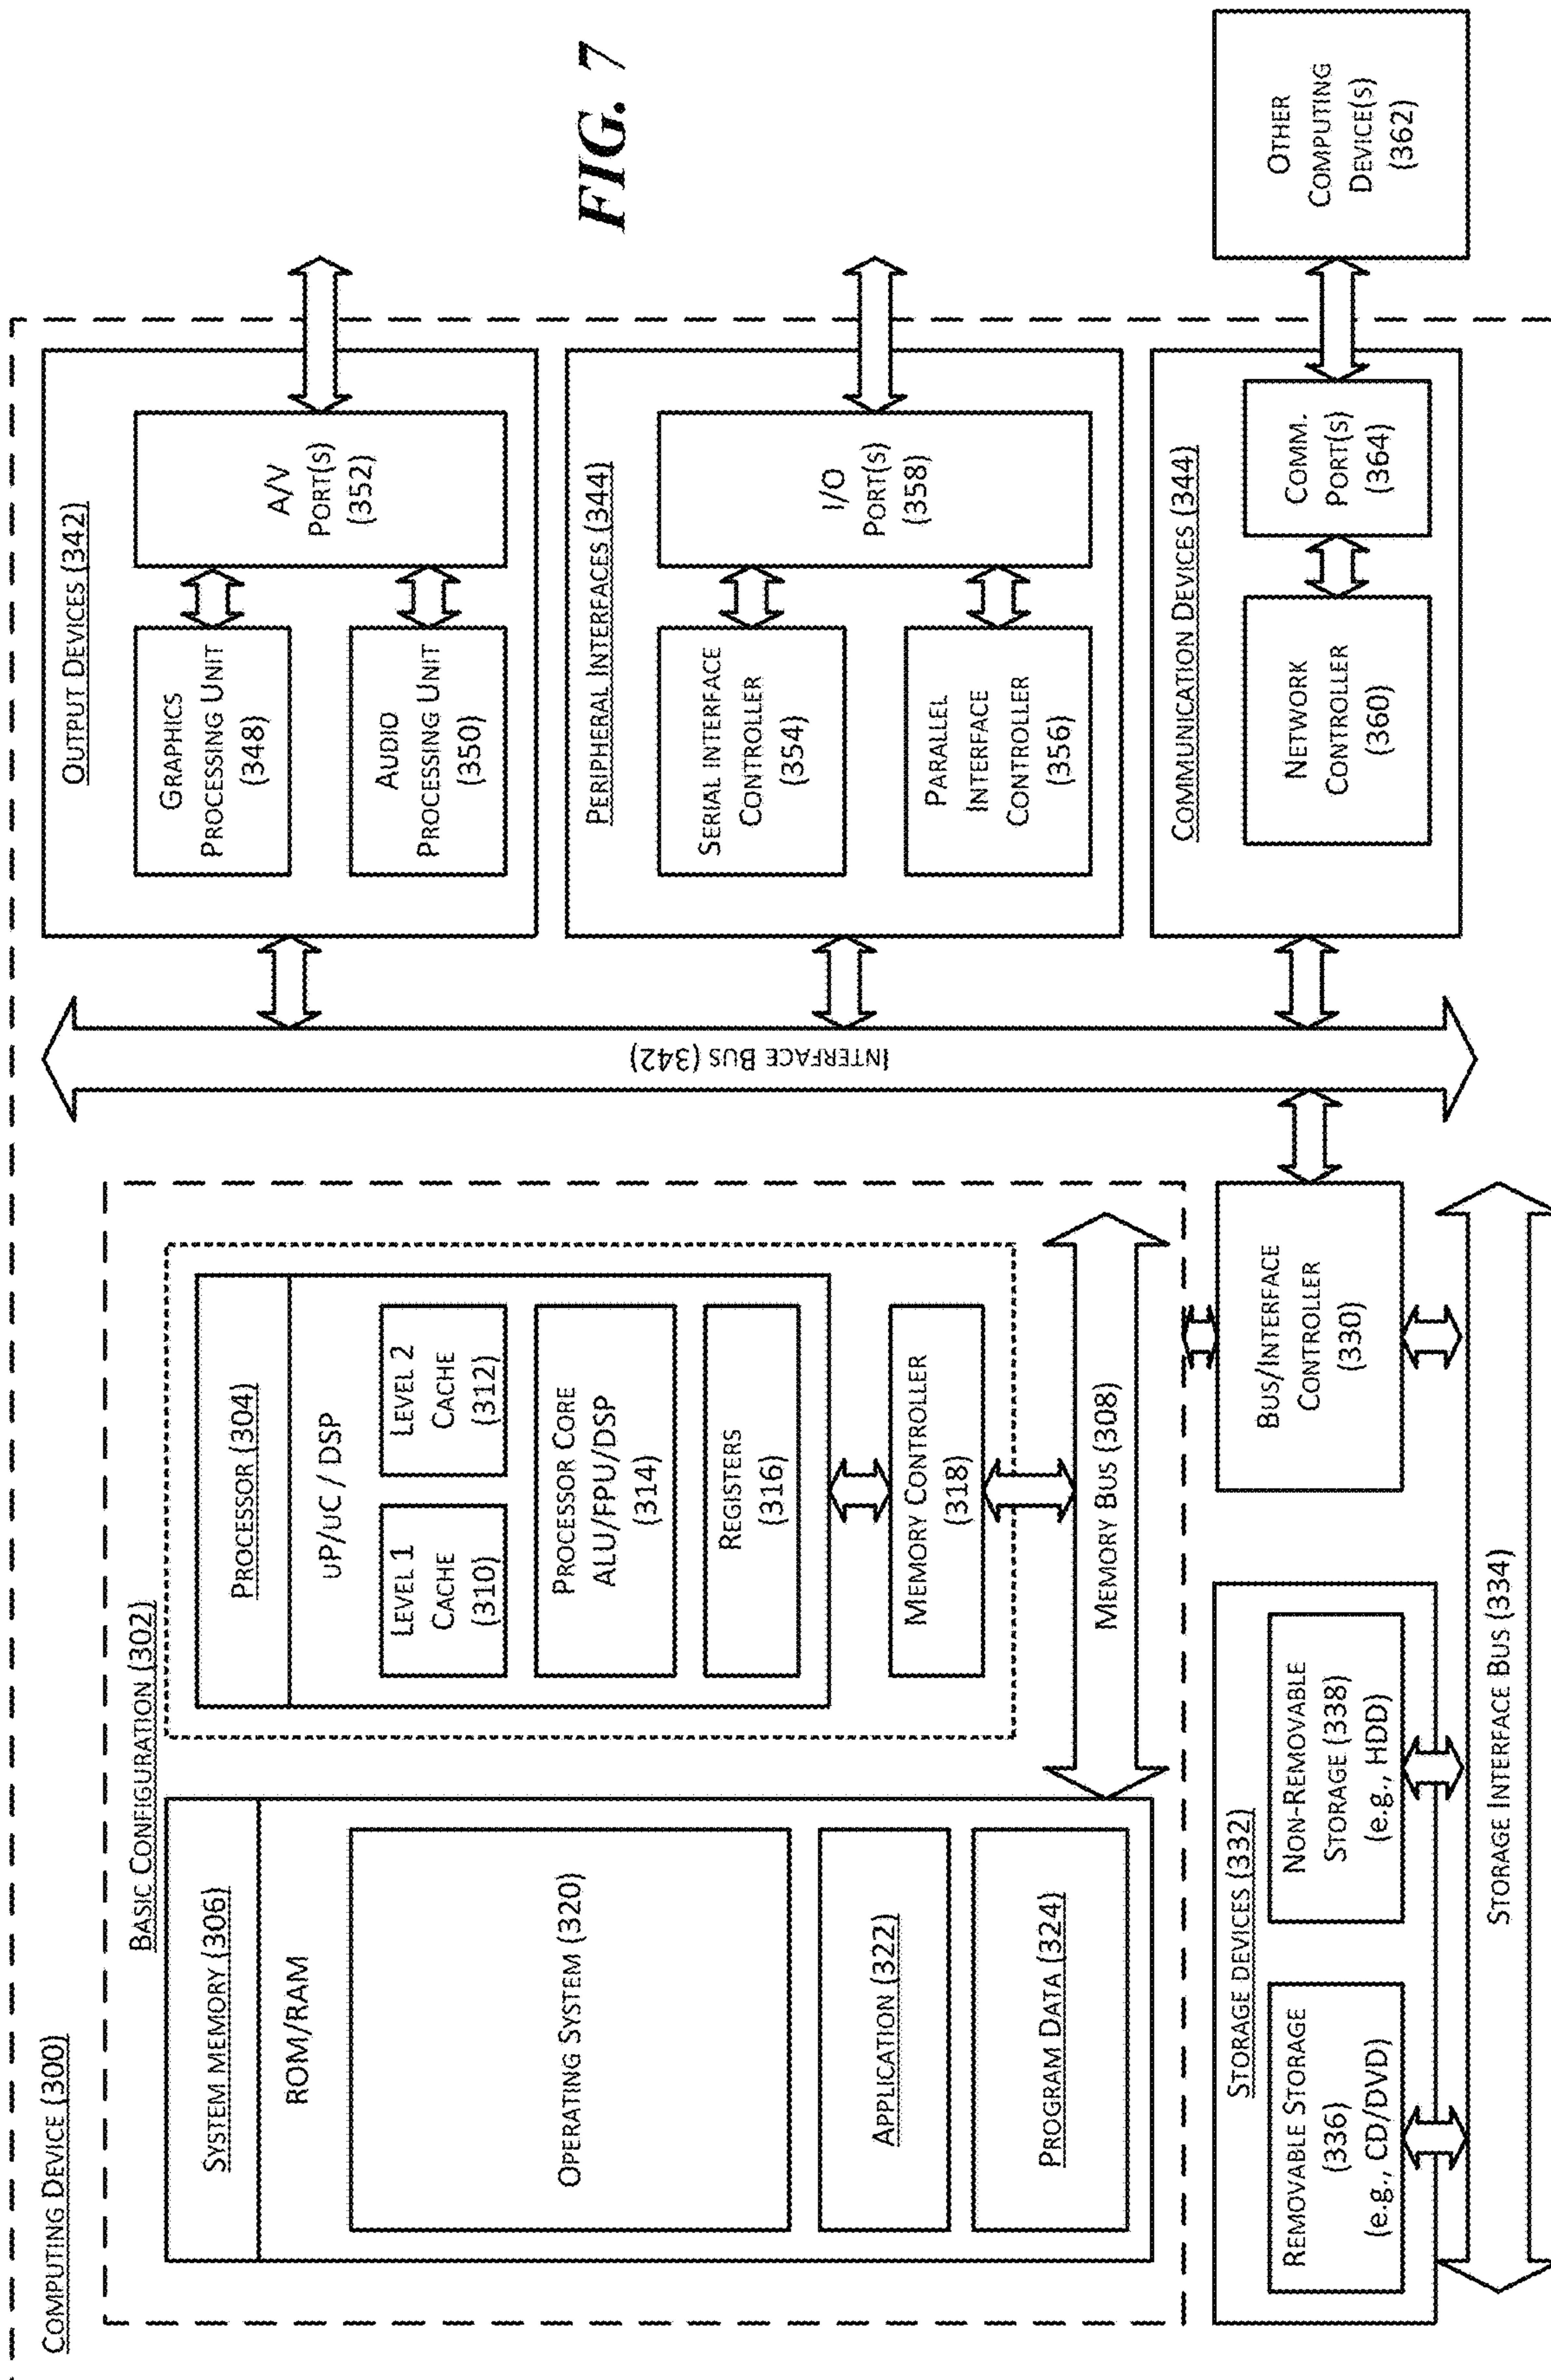 COMPUTING DEVICE (300)
BASIC CONFIGURATION (302)
SYSTEM MEMORY (306)
ROM/RAM
OPERATING SYSTEM (320)
APPLICATION (322)
PROGRAM DATA (324)
PROCESSOR (304)
UP/UC / DSP
LEVEL 1
CACHE
(310)
LEVEL 2
CACHE
(312)
PROCESSOR CORE
ALU/FPU/DSP
(314)
REGISTERS
(316)
MEMORY CONTROLLER
(318)
MEMORY BUS (308)
BUS/INTERFACE
CONTROLLER
(330)
STORAGE DEVICES (332)
REMOVABLE STORAGE
(336)
(e.g., CD/DVD)
NON-REMOVABLE
STORAGE (338)
(e.g., HDD)
STORAGE INTERFACE BUS (334)
INTERFACE BUS (342)
OUTPUT DEVICES (342)
GRAPHICS
PROCESSING UNIT
(348)
AUDIO
PROCESSING UNIT
(350)
A/V
PORT(S)
(352)
PERIPHERAL INTERFACES (344)
SERIAL INTERFACE
CONTROLLER
(354)
PARALLEL
INTERFACE
CONTROLLER
(356)
I/O
PORT(S)
(358)
COMMUNICATION DEVICES (344)
NETWORK
CONTROLLER
(360)
COMM.
PORT(S)
(364)
OTHER
COMPUTING
DEVICE(S)
(362)
FIG. 7